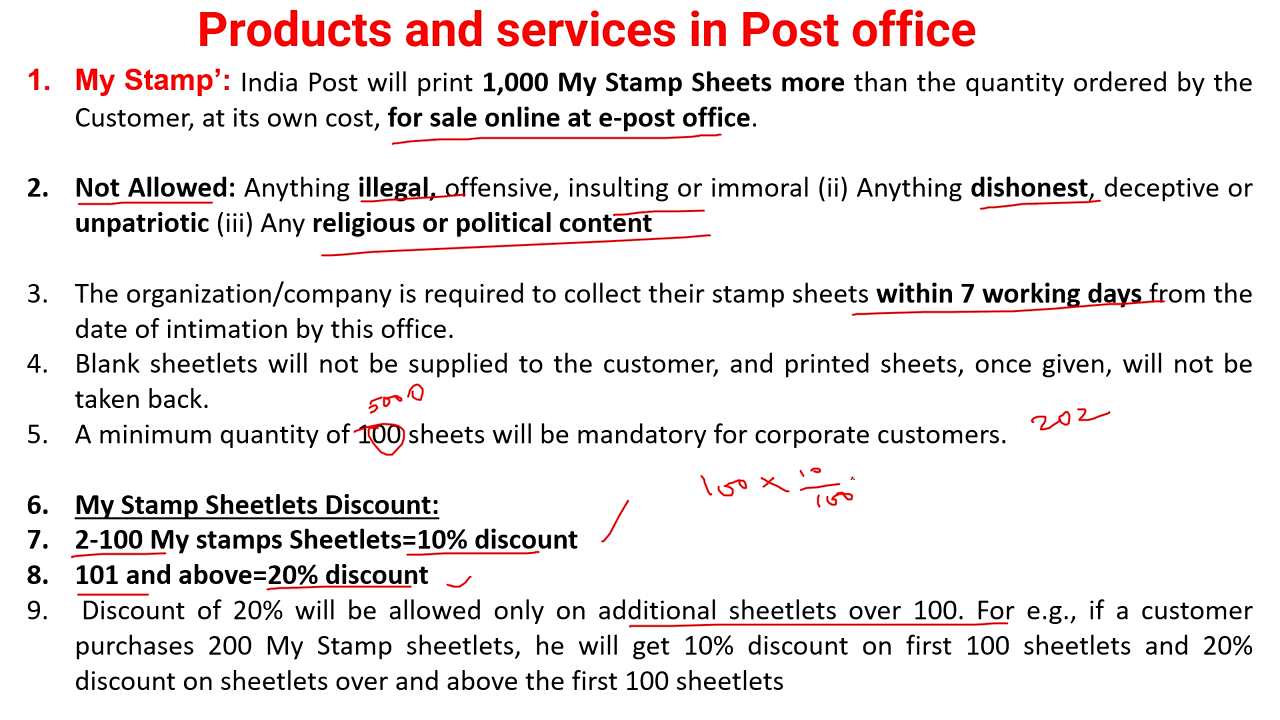 Products and services in Post office
1. My Stamp’: India Post will print 1,000 My Stamp Sheets more than the quantity ordered by the
Customer, at its own cost, for sale online at e-post office.
2. Not Allowed: Anything illegal, offensive, insulting or immoral (ii) Anything dishonest, deceptive or
unpatriotic (iii) Any religious or political content
3. The organization/company is required to collect their stamp sheets within 7 working days from the
date of intimation by this office.
4. Blank sheetlets will not be supplied to the customer, and printed sheets, once given, will not be
taken back.
5000
5. A minimum quantity of 100 sheets will be mandatory for corporate customers.
202
100 × 10/100
6. My Stamp Sheetlets Discount:
7. 2-100 My stamps Sheetlets=10% discount
8. 101 and above=20% discount
9. Discount of 20% will be allowed only on additional sheetlets over 100. For e.g., if a customer
purchases 200 My Stamp sheetlets, he will get 10% discount on first 100 sheetlets and 20%
discount on sheetlets over and above the first 100 sheetlets